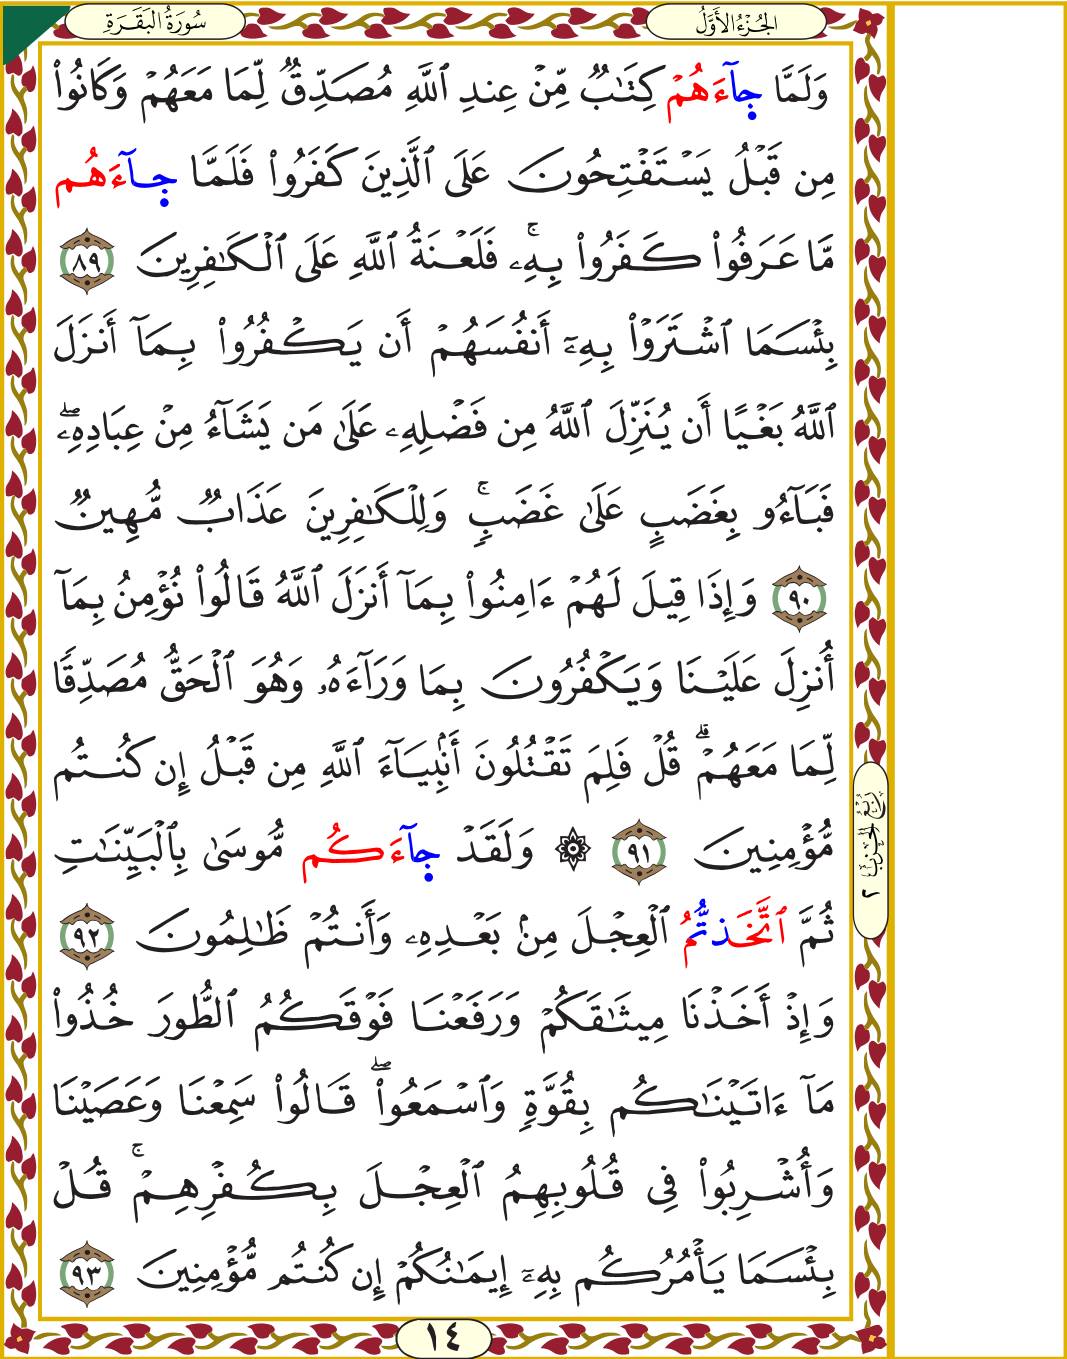 الجُزْءُ الأَوَّلُ
سُورَةُ البَقَرَةِ
وَلَمَّا جَآءَهُمْ كِتَٰبٌ مِّنْ عِندِ ٱللَّهِ مُصَدِّقٌ لِّمَا مَعَهُمْ وَكَانُوا۟
مِن قَبْلُ يَسْتَفْتِحُونَ عَلَى ٱلَّذِينَ كَفَرُوا۟ فَلَمَّا جَآءَهُم
مَّا عَرَفُوا۟ كَفَرُوا۟ بِهِۦ ۚ فَلَعْنَةُ ٱللَّهِ عَلَى ٱلْكَٰفِرِينَ ٨٩
بِئْسَمَا ٱشْتَرَوْا۟ بِهِۦٓ أَنفُسَهُمْ أَن يَكْفُرُوا۟ بِمَآ أَنزَلَ
ٱللَّهُ بَغْيًا أَن يُنَزِّلَ ٱللَّهُ مِن فَضْلِهِۦ عَلَىٰ مَن يَشَآءُ مِنْ عِبَادِهِۦ ۖ
فَبَآءُو بِغَضَبٍ عَلَىٰ غَضَبٍ ۚ وَلِلْكَٰفِرِينَ عَذَابٌ مُّهِينٌ
٩٠ وَإِذَا قِيلَ لَهُمْ ءَامِنُوا۟ بِمَآ أَنزَلَ ٱللَّهُ قَالُوا۟ نُؤْمِنُ بِمَآ
أُنزِلَ عَلَيْنَا وَيَكْفُرُونَ بِمَا وَرَآءَهُۥ وَهُوَ ٱلْحَقُّ مُصَدِّقًا
لِّمَا مَعَهُمْ ۗ قُلْ فَلِمَ تَقْتُلُونَ أَنۢبِيَآءَ ٱللَّهِ مِن قَبْلُ إِن كُنتُم
مُّؤْمِنِينَ ٩١ ۞ وَلَقَدْ جَآءَكُم مُّوسَىٰ بِٱلْبَيِّنَٰتِ
ثُمَّ ٱتَّخَذتُّمُ ٱلْعِجْلَ مِنۢ بَعْدِهِۦ وَأَنتُمْ ظَٰلِمُونَ ٩٢
وَإِذْ أَخَذْنَا مِيثَٰقَكُمْ وَرَفَعْنَا فَوْقَكُمُ ٱلطُّورَ خُذُوا۟
مَآ ءَاتَيْنَٰكُم بِقُوَّةٍ وَٱسْمَعُوا۟ ۖ قَالُوا۟ سَمِعْنَا وَعَصَيْنَا
وَأُشْرِبُوا۟ فِى قُلُوبِهِمُ ٱلْعِجْلَ بِكُفْرِهِمْ ۚ قُلْ
بِئْسَمَا يَأْمُرُكُم بِهِۦٓ إِيمَٰنُكُمْ إِن كُنتُم مُّؤْمِنِينَ ٩٣
رُبْعُ الحِزْبِ ٢
١٤